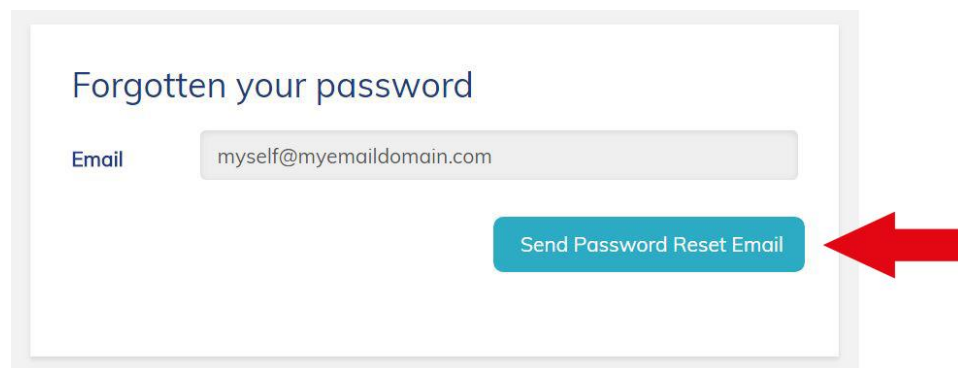 Forgotten your password
Email
myself@myemaildomain.com
Send Password Reset Email